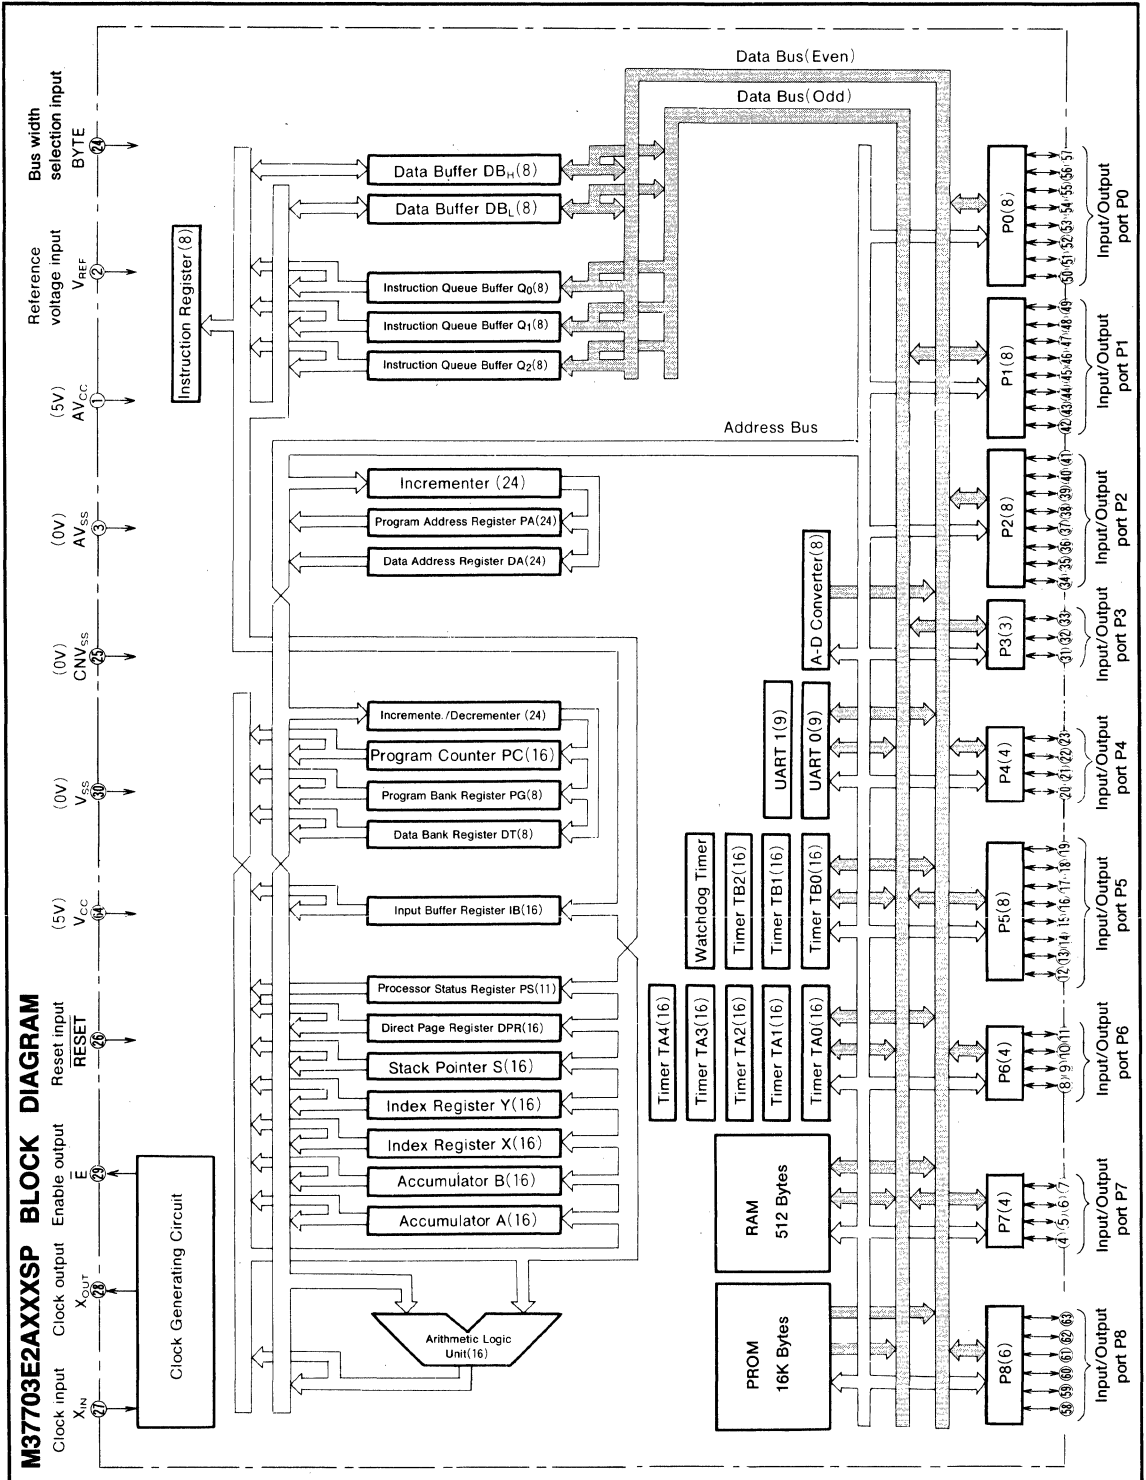 M37703E2AXXXSP BLOCK DIAGRAM
Clock input
XIN
27
Clock output
XOUT
28
Enable output
E
29
Reset input
RESET
26
(5V)
VCC
64
(0V)
VSS
30
(0V)
CNVSS
25
(0V)
AVSS
3
(5V)
AVCC
1
Reference
voltage input
VREF
2
Bus width
selection input
BYTE
24
Clock Generating Circuit
Instruction Register (8)
Data Bus(Even)
Data Bus(Odd)
Data Buffer DBH(8)
Data Buffer DBL(8)
Instruction Queue Buffer Q0(8)
Instruction Queue Buffer Q1(8)
Instruction Queue Buffer Q2(8)
Address Bus
Incrementer (24)
Program Address Register PA(24)
Data Address Register DA(24)
Incremente./Decrementer (24)
Program Counter PC(16)
Program Bank Register PG(8)
Data Bank Register DT(8)
Input Buffer Register IB(16)
Processor Status Register PS(11)
Direct Page Register DPR(16)
Stack Pointer S(16)
Index Register Y(16)
Index Register X(16)
Accumulator B(16)
Accumulator A(16)
Arithmetic Logic
Unit(16)
A-D Converter(8)
UART 1(9)
UART 0(9)
Watchdog Timer
Timer TB2(16)
Timer TB1(16)
Timer TB0(16)
Timer TA4(16)
Timer TA3(16)
Timer TA2(16)
Timer TA1(16)
Timer TA0(16)
RAM
512 Bytes
PROM
16K Bytes
P0(8)
50 51 52 53 54 55 56 57
Input/Output
port P0
P1(8)
42 43 44 45 46 47 48 49
Input/Output
port P1
P2(8)
34 35 36 37 38 39 40 41
Input/Output
port P2
P3(3)
31 32 33
Input/Output
port P3
P4(4)
20 21 22 23
Input/Output
port P4
P5(8)
12 13 14 15 16 17 18 19
Input/Output
port P5
P6(4)
8 9 10 11
Input/Output
port P6
P7(4)
4 5 6 7
Input/Output
port P7
P8(6)
58 59 60 61 62 63
Input/Output
port P8